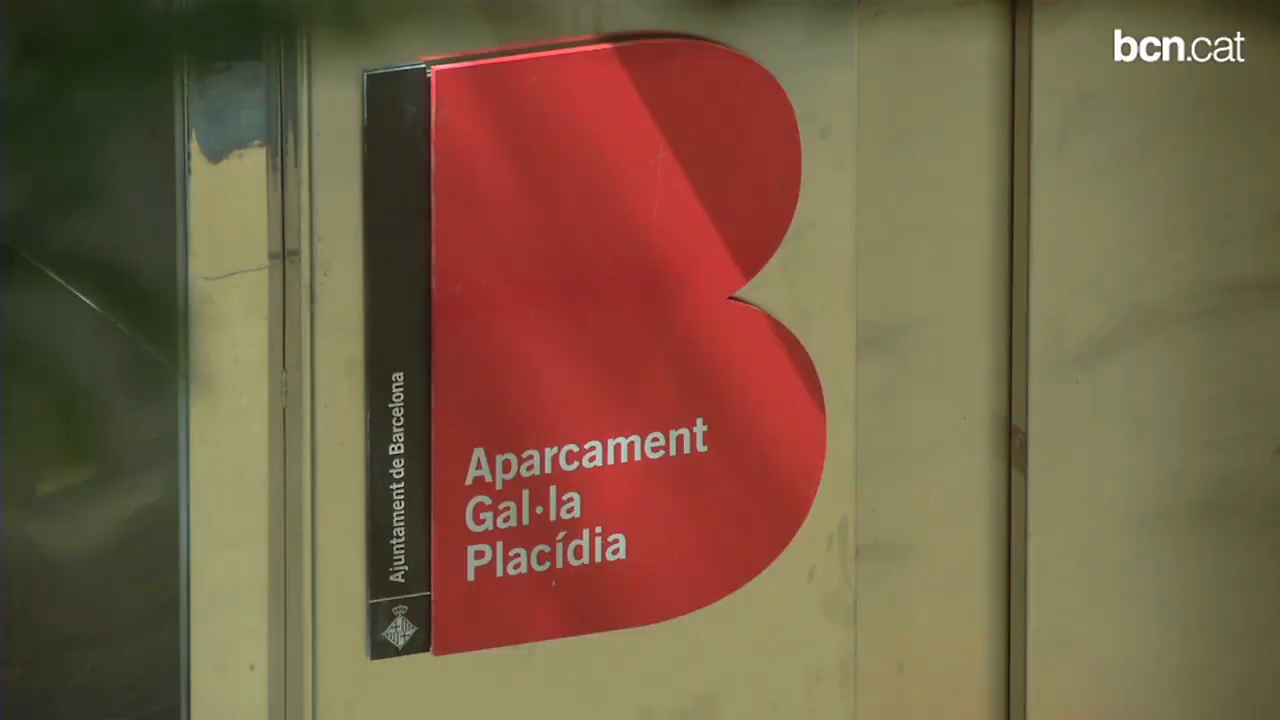 bcn.cat
Ajuntament de Barcelona
Aparcament
Gal·la
Placídia